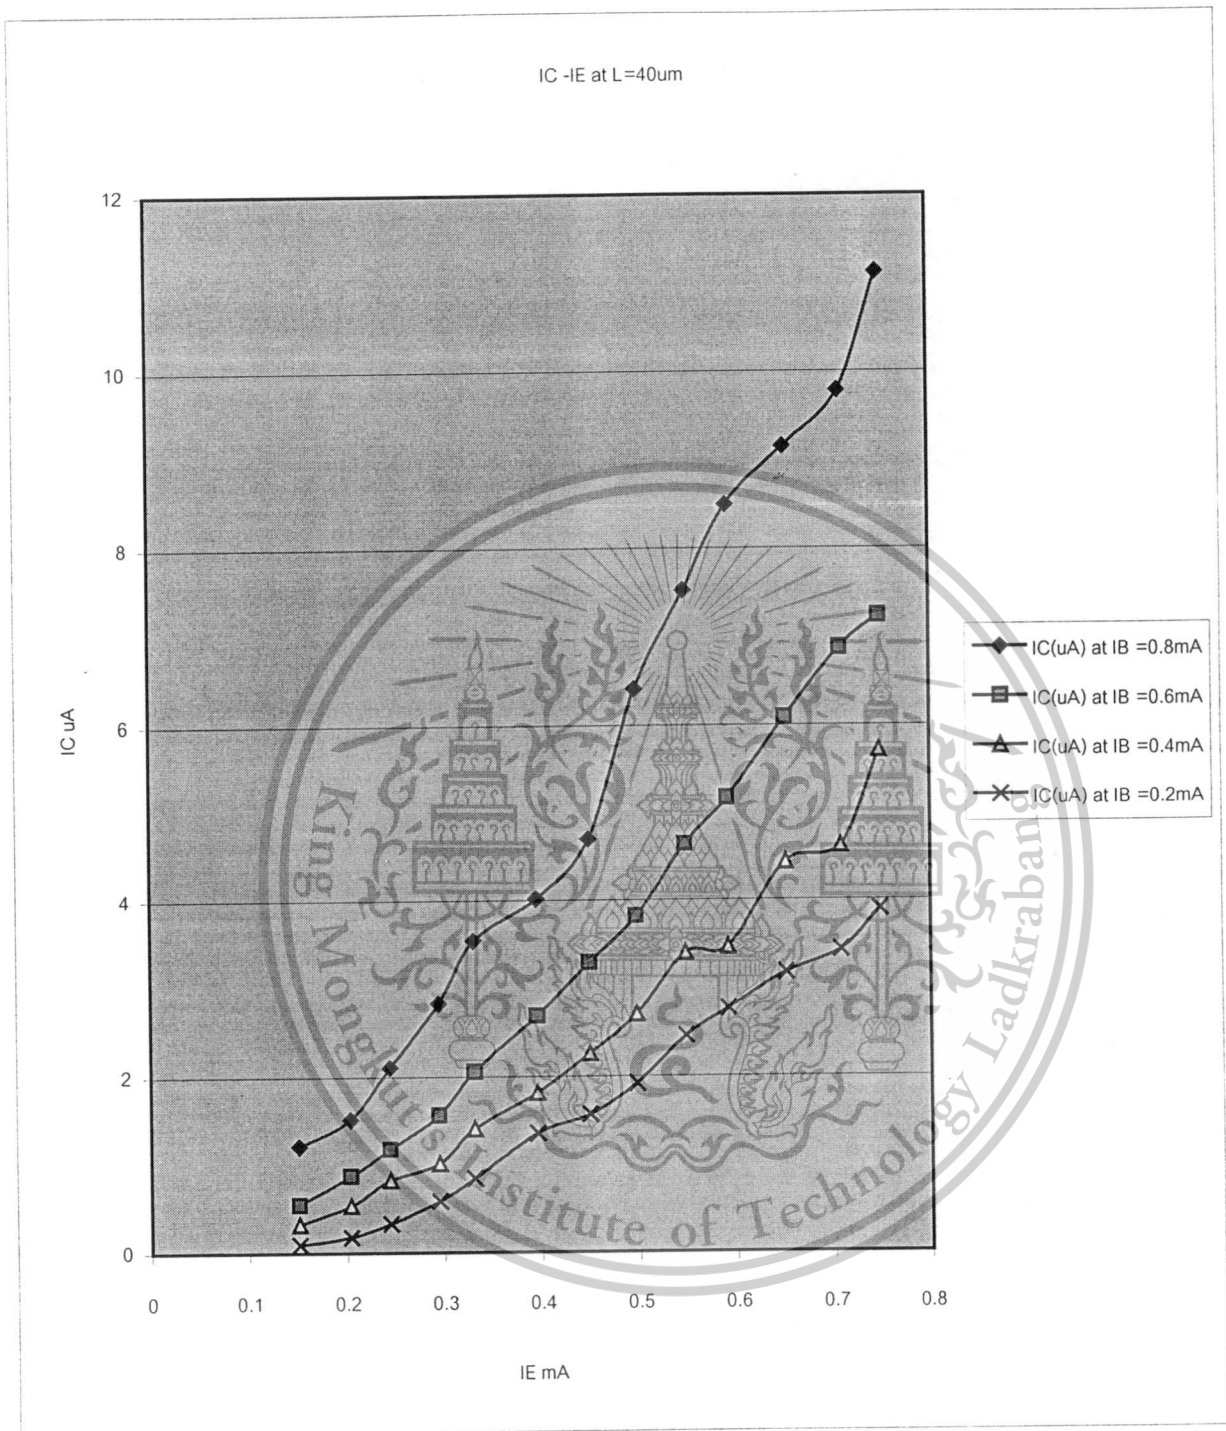 IC -IE at L=40um
12
10
8
6
4
2
0
IC uA
0 0.1 0.2 0.3 0.4 0.5 0.6 0.7 0.8
IE mA
IC(uA) at IB =0.8mA
IC(uA) at IB =0.6mA
IC(uA) at IB =0.4mA
IC(uA) at IB =0.2mA
King Mongkut's Institute of Technology Ladkrabang